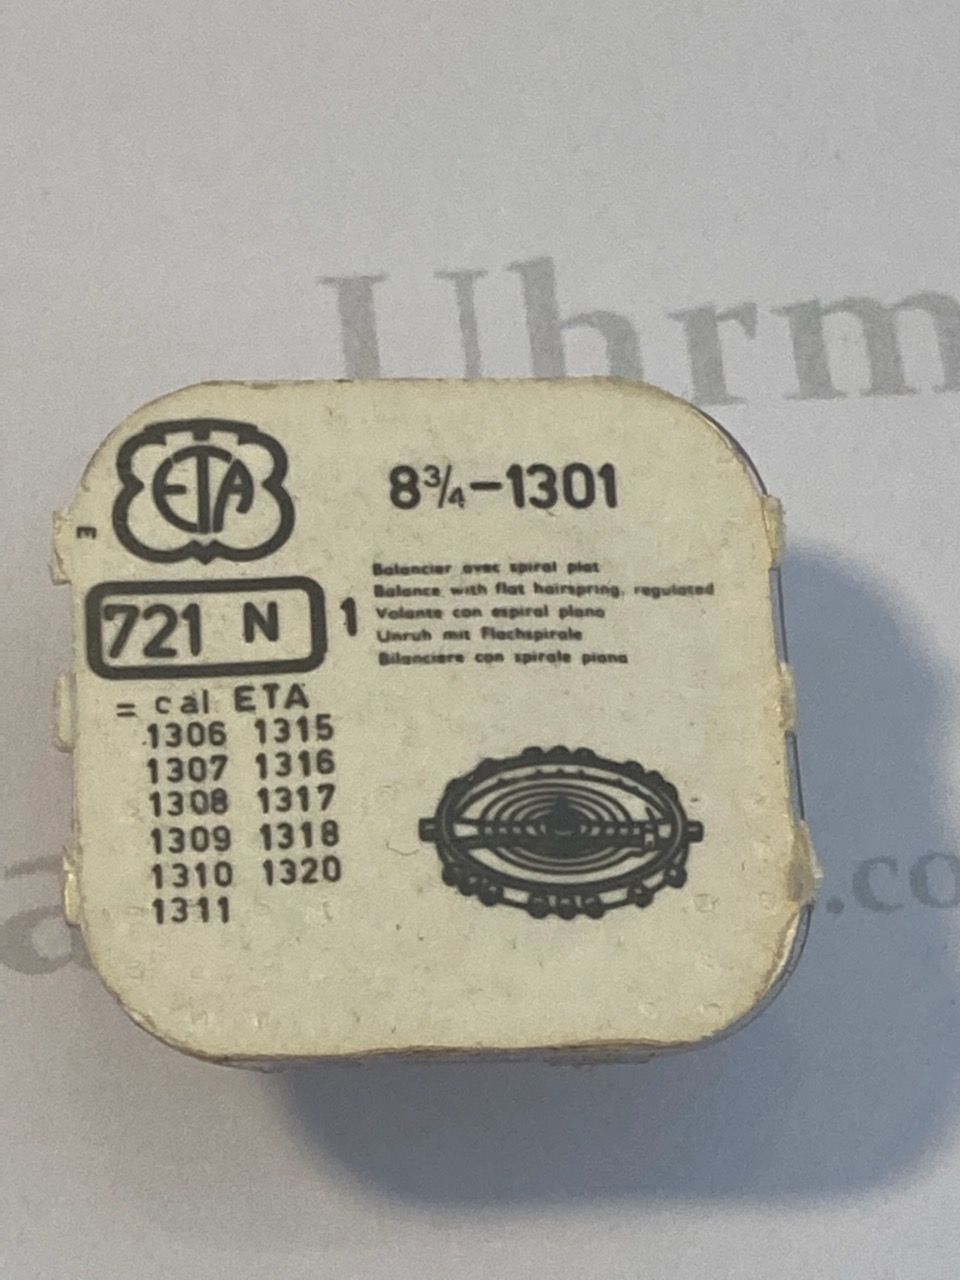 Uhrm
ETA
8¾–1301
E
721 N 1
Balancier avec spiral plat
Balance with flat hairspring, regulated
Volante con espiral plano
Unruh mit Flachspirale
Bilanciere con spirale piana
= cal ETA
1306 1315
1307 1316
1308 1317
1309 1318
1310 1320
1311
a
.co